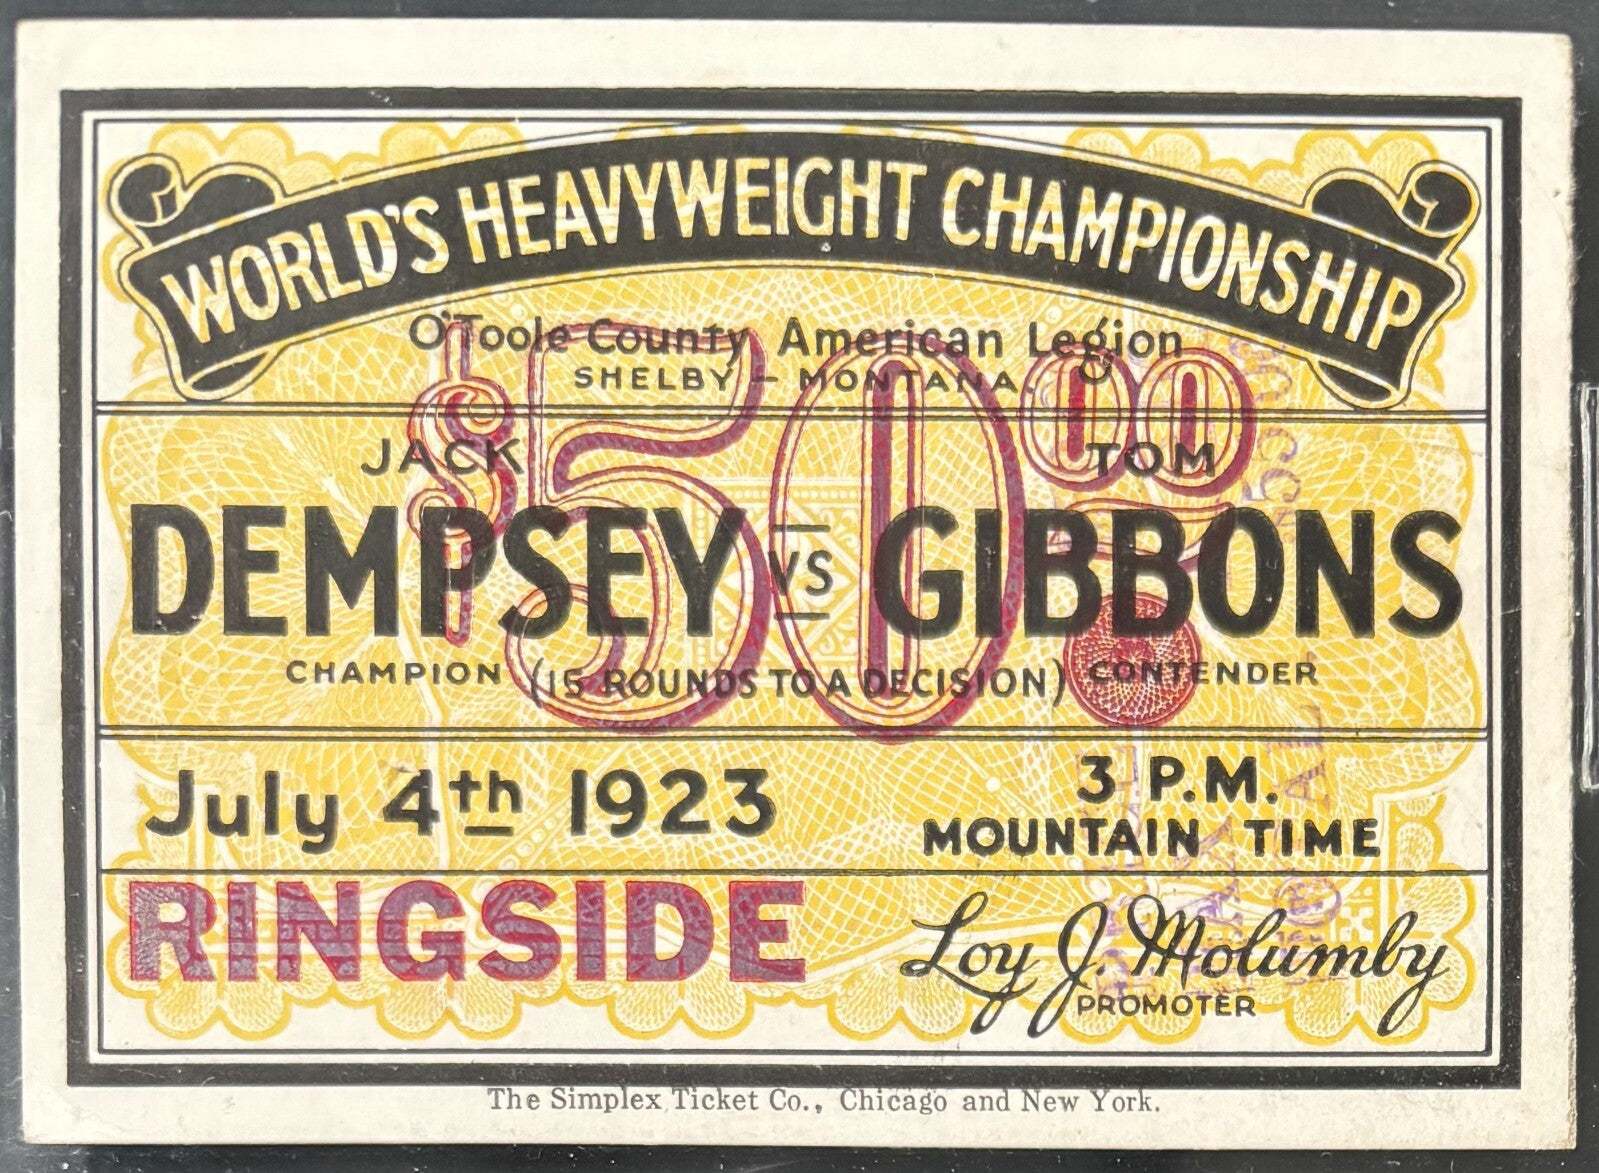 WORLD'S HEAVYWEIGHT CHAMPIONSHIP
O'Toole County American Legion
SHELBY - MONTANA.
$50.00
JACK TOM
DEMPSEY VS GIBBONS
CHAMPION (15 ROUNDS TO A DECISION) CONTENDER
July 4th 1923
3 P.M.
MOUNTAIN TIME
RINGSIDE
Loy J. Molumby
PROMOTER
The Simplex Ticket Co., Chicago and New York.